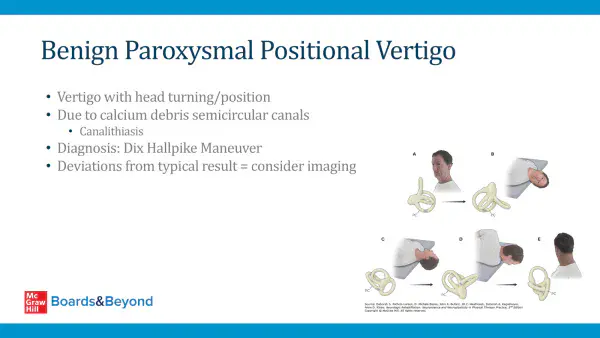 Benign Paroxysmal Positional Vertigo
• Vertigo with head turning/position
• Due to calcium debris semicircular canals
• Canalithiasis
• Diagnosis: Dix Hallpike Maneuver
• Deviations from typical result = consider imaging
A
B
C
D
E
Mc
Graw
Hill
Boards&Beyond